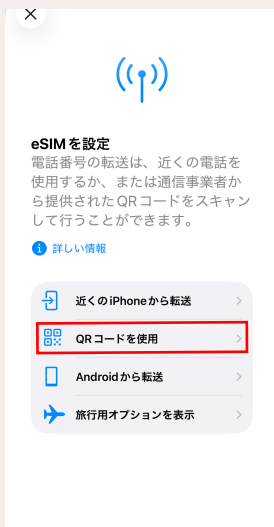 eSIMを設定
電話番号の転送は、近くの電話を
使用するか、または通信事業者か
ら提供されたQRコードをスキャン
して行うことができます。
詳しい情報
近くのiPhoneから転送
QRコードを使用
Androidから転送
旅行用オプションを表示